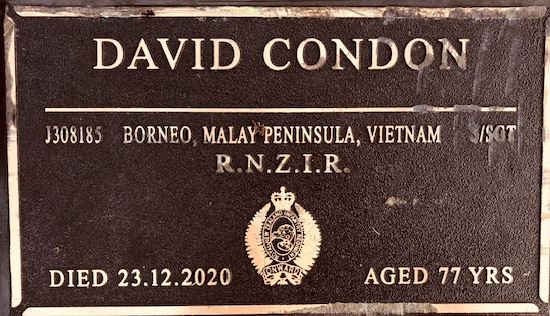 DAVID CONDON
J308185 BORNEO, MALAY PENINSULA, VIETNAM S/SGT
R.N.Z.I.R.
ONWARD
DIED 23.12.2020 AGED 77 YRS